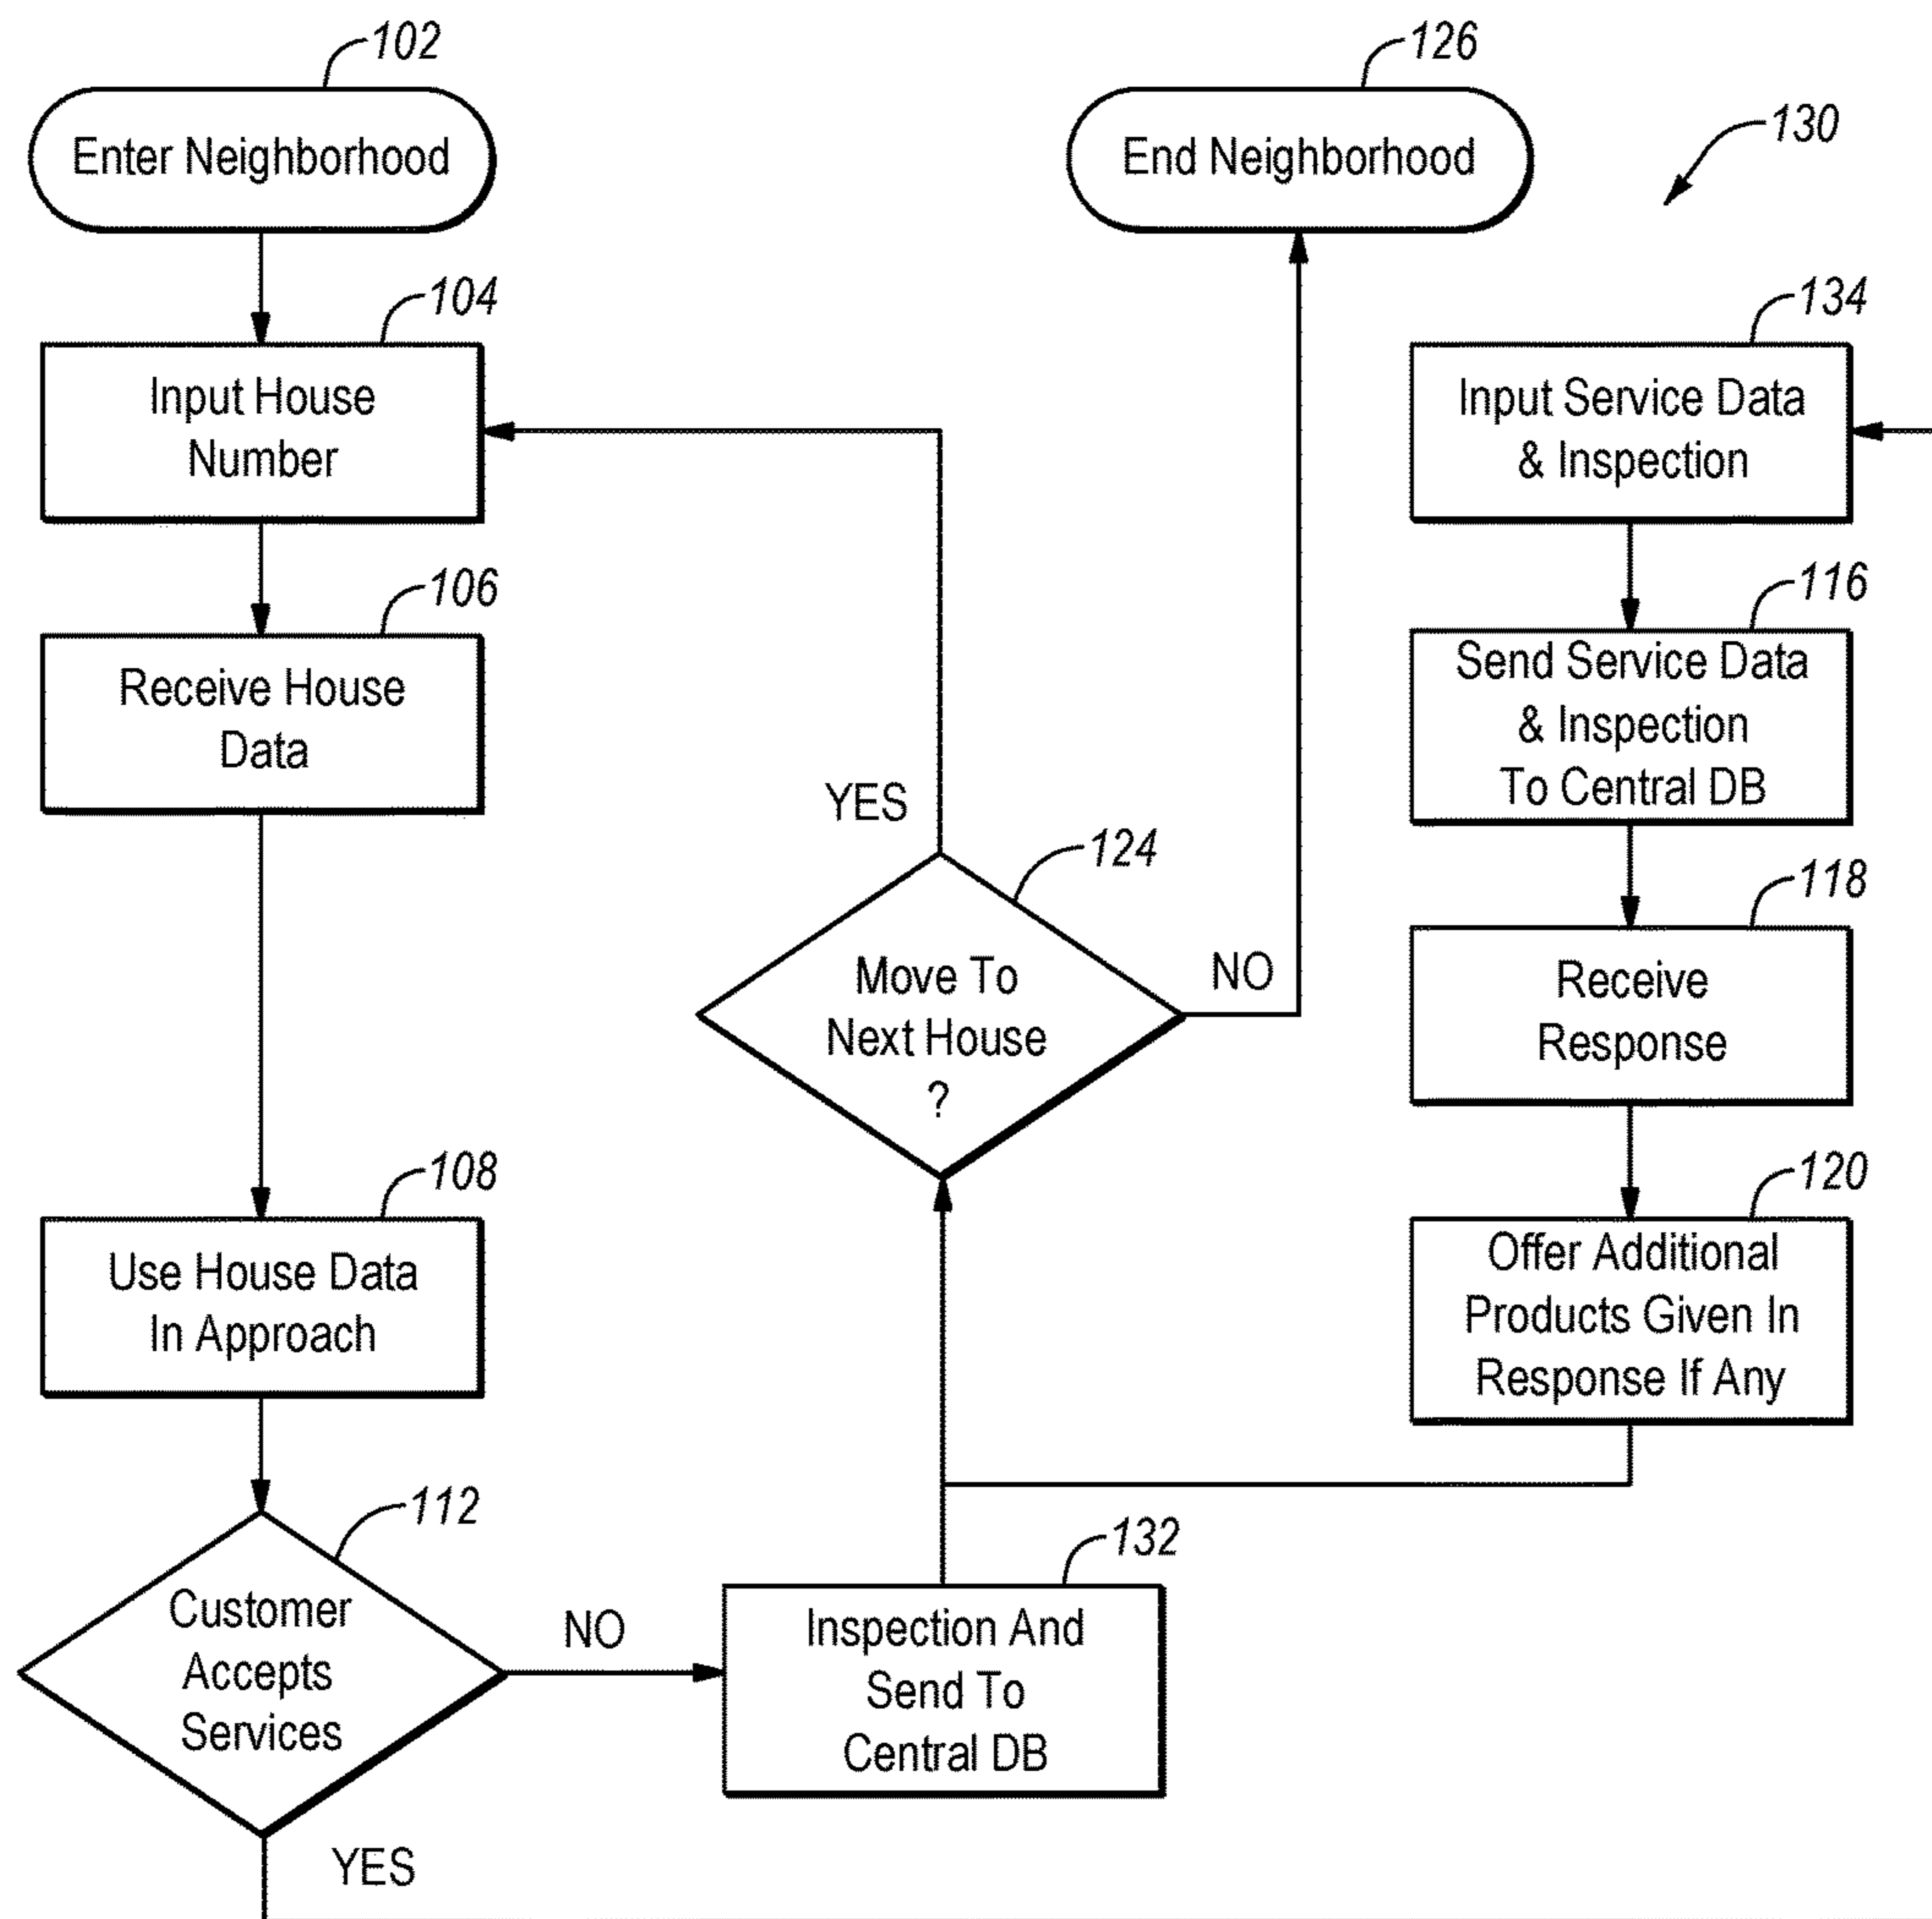 102
Enter Neighborhood
104
Input House
Number
106
Receive House
Data
108
Use House Data
In Approach
112
Customer
Accepts
Services
NO
YES
132
Inspection And
Send To
Central DB
124
Move To
Next House
?
YES
NO
126
End Neighborhood
130
134
Input Service Data
& Inspection
116
Send Service Data
& Inspection
To Central DB
118
Receive
Response
120
Offer Additional
Products Given In
Response If Any